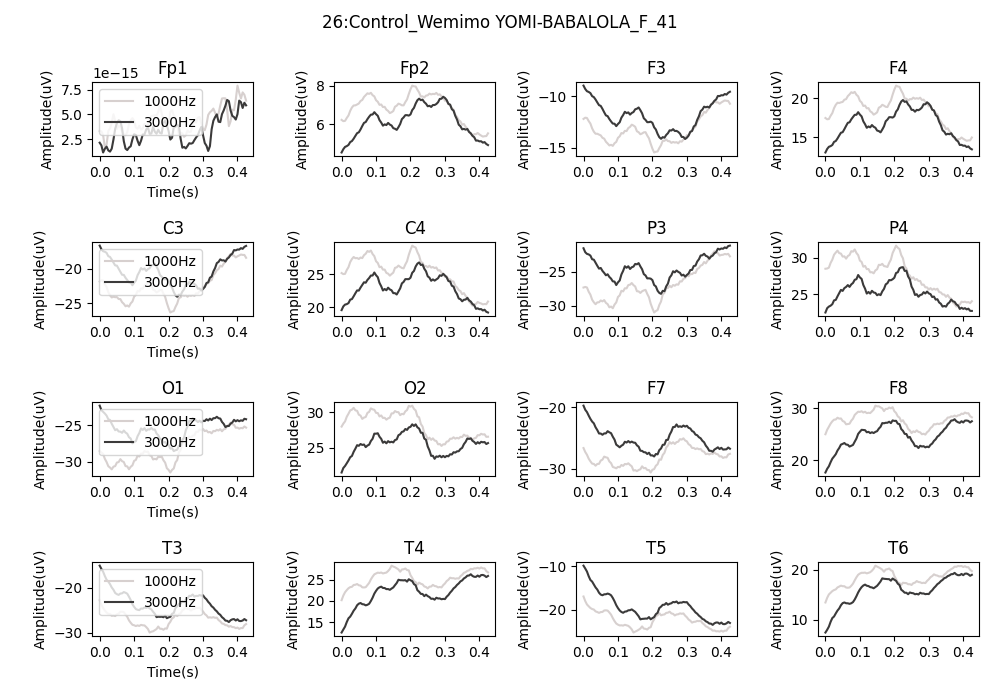 26:Control_Wemimo YOMI-BABALOLA_F_41
Fp1 Fp2 F3 F4
1e−15
Amplitude(uV) 7.5 5.0 2.5 1000Hz 3000Hz Amplitude(uV) 8 6 Amplitude(uV) −10 −15 Amplitude(uV) 20 15
0.0 0.1 0.2 0.3 0.4 0.0 0.1 0.2 0.3 0.4 0.0 0.1 0.2 0.3 0.4 0.0 0.1 0.2 0.3 0.4
Time(s)
C3 C4 P3 P4
Amplitude(uV) −20 −25 1000Hz 3000Hz Amplitude(uV) 25 20 Amplitude(uV) −25 −30 Amplitude(uV) 30 25
0.0 0.1 0.2 0.3 0.4 0.0 0.1 0.2 0.3 0.4 0.0 0.1 0.2 0.3 0.4 0.0 0.1 0.2 0.3 0.4
Time(s)
O1 O2 F7 F8
Amplitude(uV) −25 −30 1000Hz 3000Hz Amplitude(uV) 30 25 Amplitude(uV) −20 −30 Amplitude(uV) 30 20
0.0 0.1 0.2 0.3 0.4 0.0 0.1 0.2 0.3 0.4 0.0 0.1 0.2 0.3 0.4 0.0 0.1 0.2 0.3 0.4
Time(s)
T3 T4 T5 T6
Amplitude(uV) −20 −30 1000Hz 3000Hz Amplitude(uV) 25 20 15 Amplitude(uV) −10 −20 Amplitude(uV) 20 10
0.0 0.1 0.2 0.3 0.4 0.0 0.1 0.2 0.3 0.4 0.0 0.1 0.2 0.3 0.4 0.0 0.1 0.2 0.3 0.4
Time(s)